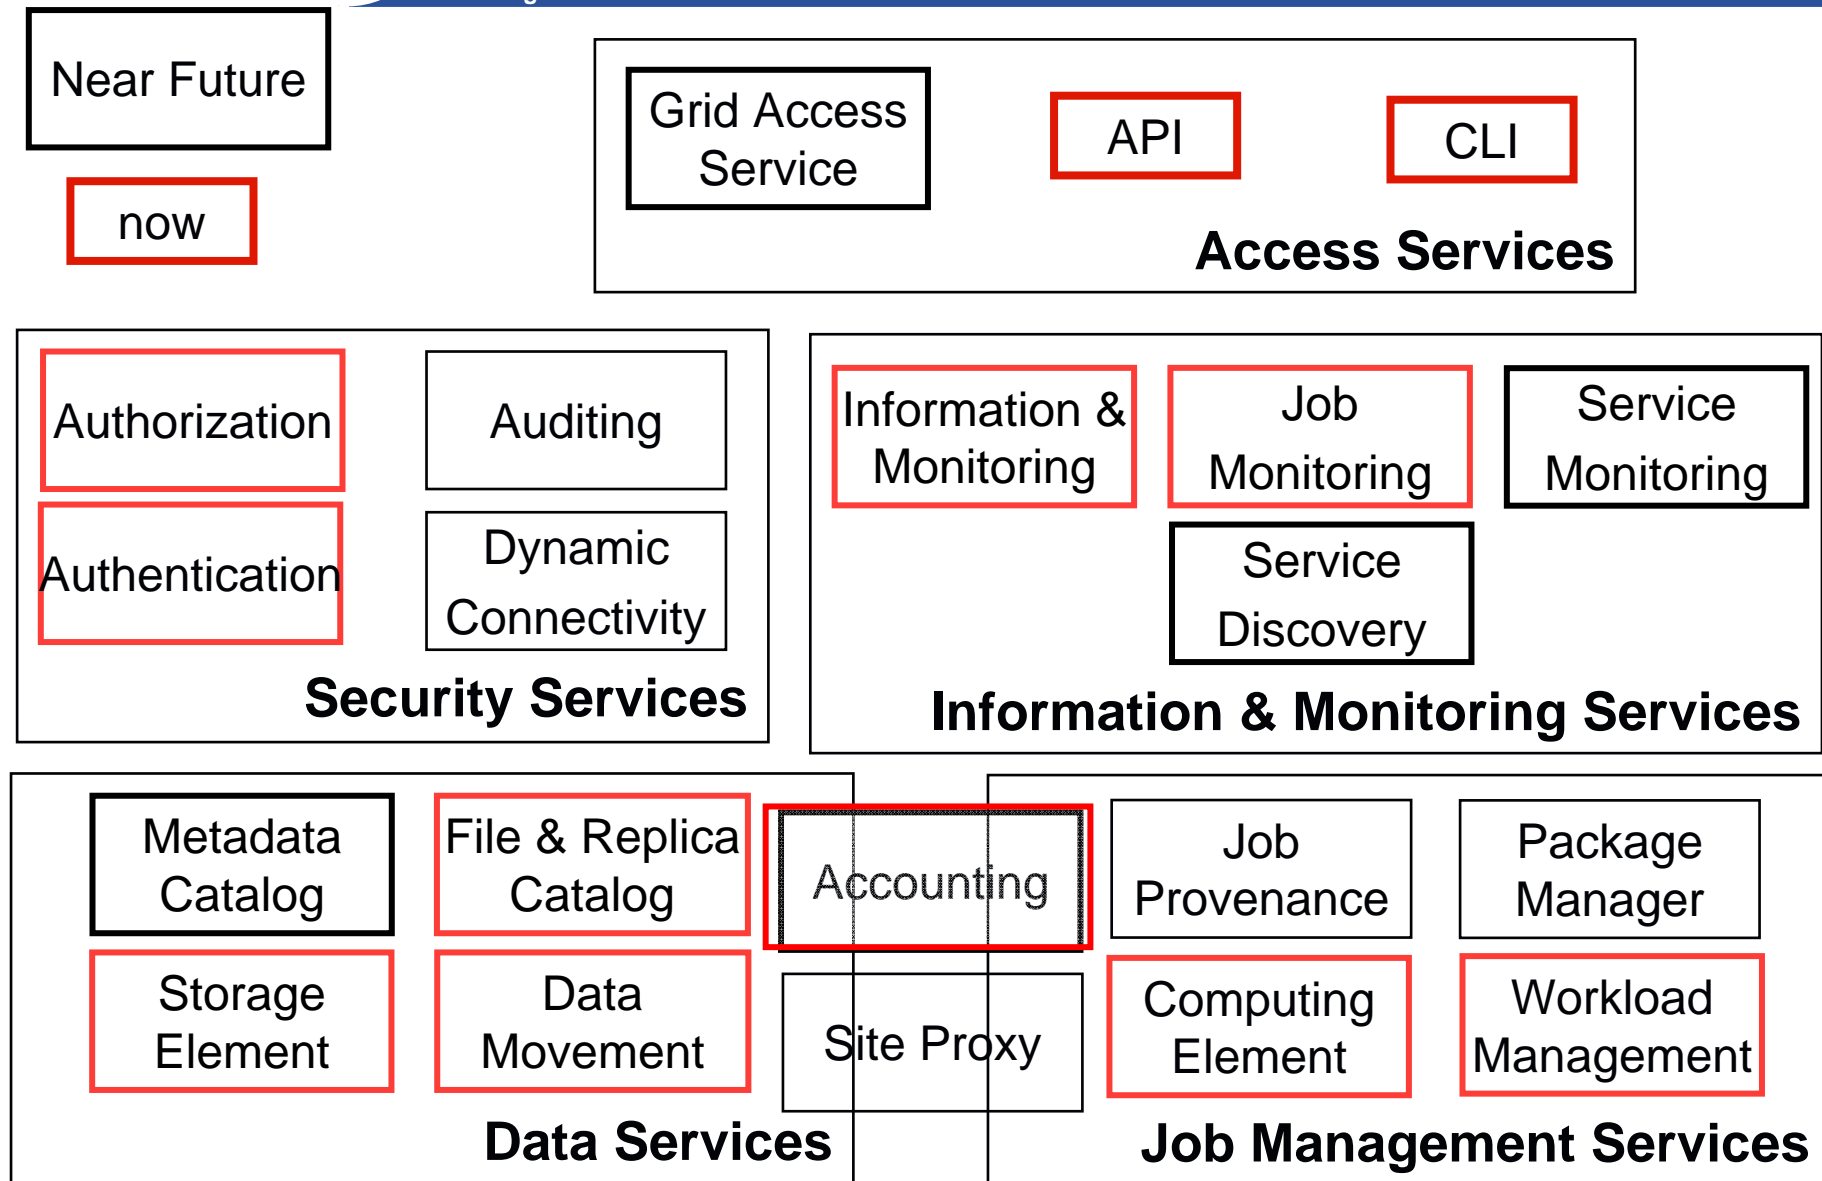 Near Future
now
Grid Access
Service
API
CLI
Access Services
Authorization
Auditing
Authentication
Dynamic
Connectivity
Security Services
Information &
Monitoring
Job
Monitoring
Service
Monitoring
Service
Discovery
Information & Monitoring Services
Metadata
Catalog
File & Replica
Catalog
Accounting
Job
Provenance
Package
Manager
Storage
Element
Data
Movement
Site Proxy
Computing
Element
Workload
Management
Data Services
Job Management Services